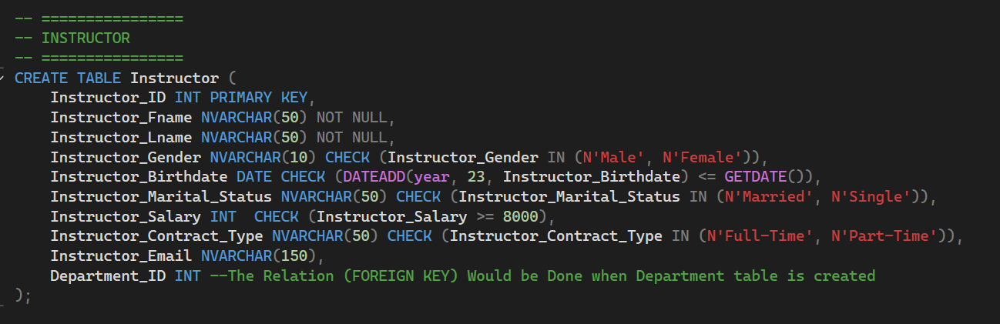 -- ================
-- INSTRUCTOR
-- ================
CREATE TABLE Instructor (
    Instructor_ID INT PRIMARY KEY,
    Instructor_Fname NVARCHAR(50) NOT NULL,
    Instructor_Lname NVARCHAR(50) NOT NULL,
    Instructor_Gender NVARCHAR(10) CHECK (Instructor_Gender IN (N'Male', N'Female')),
    Instructor_Birthdate DATE CHECK (DATEADD(year, 23, Instructor_Birthdate) <= GETDATE()),
    Instructor_Marital_Status NVARCHAR(50) CHECK (Instructor_Marital_Status IN (N'Married', N'Single')),
    Instructor_Salary INT  CHECK (Instructor_Salary >= 8000),
    Instructor_Contract_Type NVARCHAR(50) CHECK (Instructor_Contract_Type IN (N'Full-Time', N'Part-Time')),
    Instructor_Email NVARCHAR(150),
    Department_ID INT --The Relation (FOREIGN KEY) Would be Done when Department table is created
);